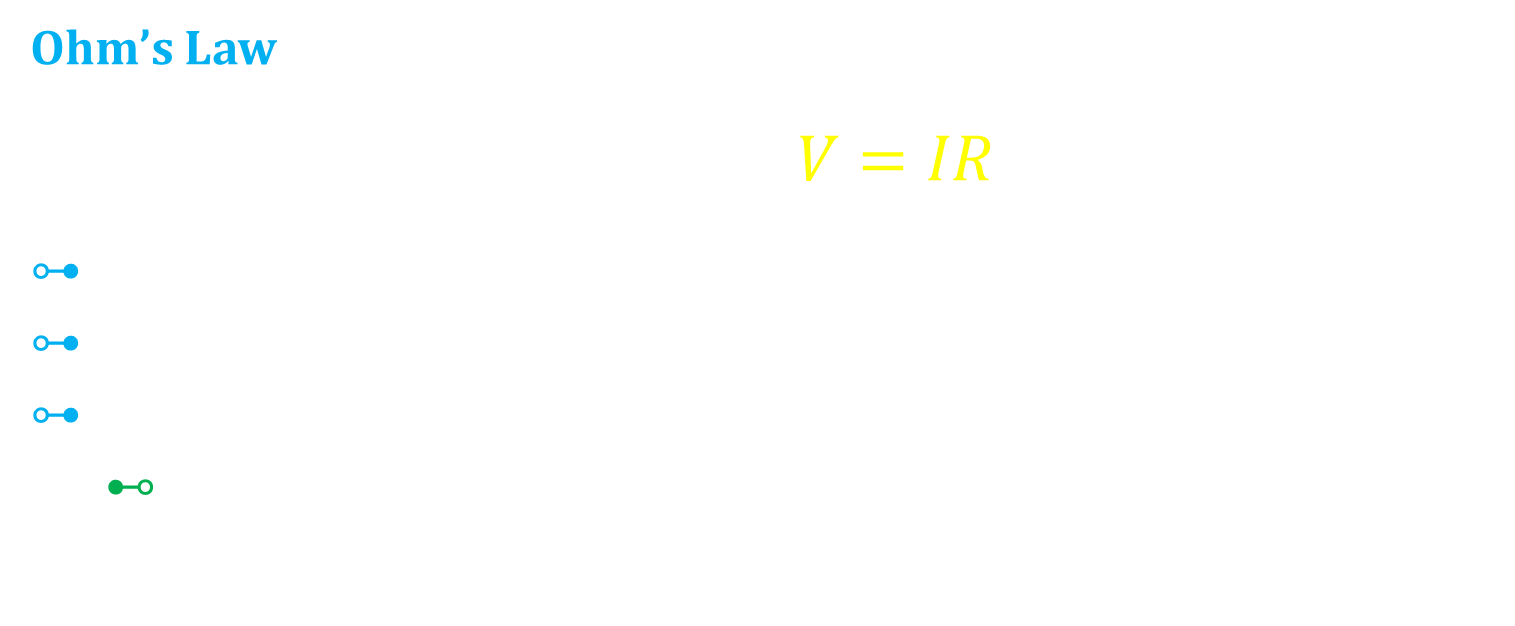 Ohm’s Law
V = IR